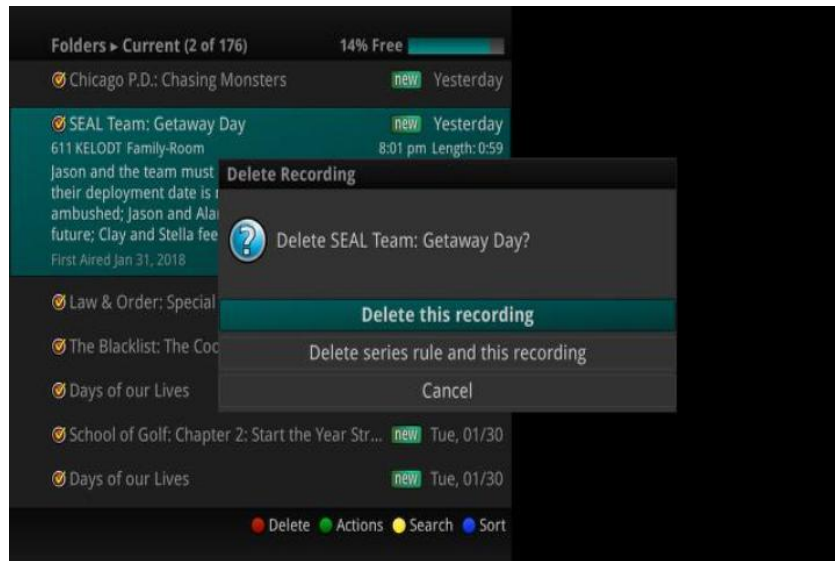 Folders ▸ Current (2 of 176) 14% Free
Chicago P.D.: Chasing Monsters new Yesterday
SEAL Team: Getaway Day new Yesterday
611 KELODT Family-Room 8:01 pm Length: 0:59
Jason and the team must
their deployment date is
ambushed; Jason and Ala
future; Clay and Stella fee
First Aired Jan 31, 2018
Delete Recording
Delete SEAL Team: Getaway Day?
Delete this recording
Delete series rule and this recording
Cancel
Law & Order: Special
The Blacklist: The Coo
Days of our Lives
School of Golf: Chapter 2: Start the Year Str... new Tue, 01/30
Days of our Lives new Tue, 01/30
Delete Actions Search Sort